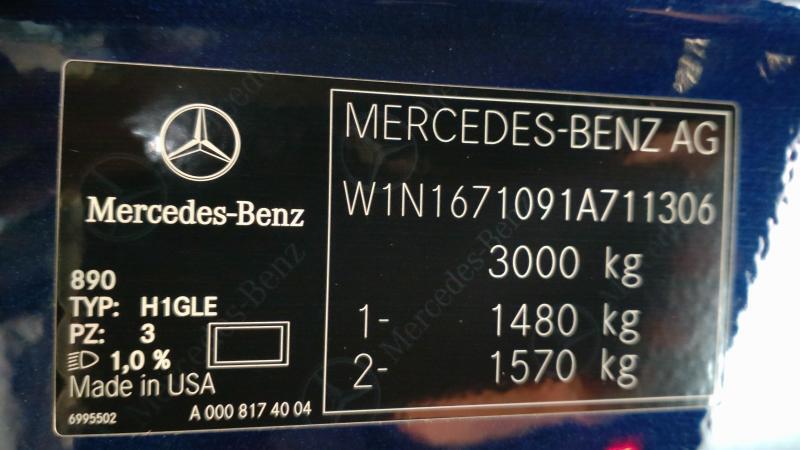 Mercedes-Benz
890
TYP: H1GLE
PZ: 3
1,0 %
Made in USA
6995502
A 000 817 40 04
MERCEDES-BENZ AG
W1N1671091A711306
3000 kg
1- 1480 kg
2- 1570 kg